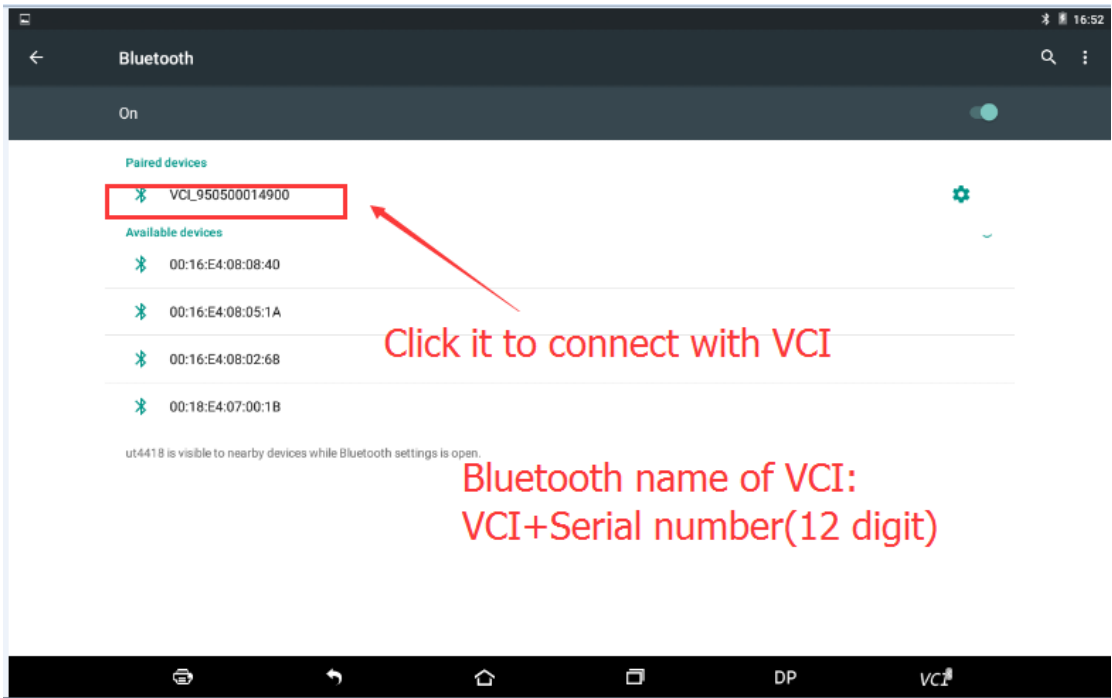 16:52
Bluetooth
On
Paired devices
VCI_950500014900
Available devices
00:16:E4:08:08:40
00:16:E4:08:05:1A
Click it to connect with VCI
00:16:E4:08:02:6B
00:18:E4:07:00:1B
ut4418 is visible to nearby devices while Bluetooth settings is open.
Bluetooth name of VCI:
VCI+Serial number(12 digit)
DP
VCI